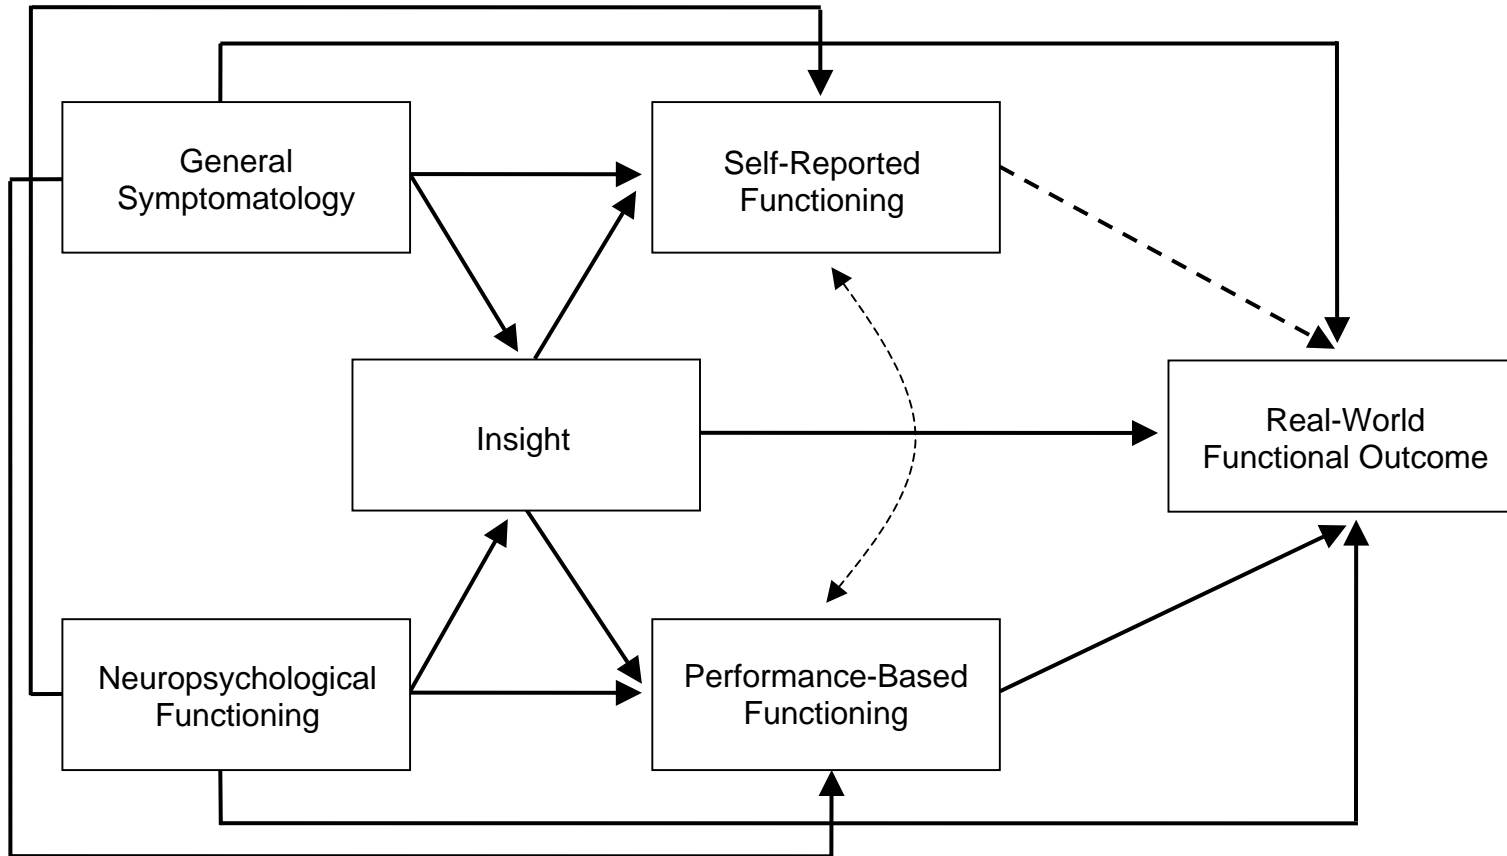 General
Symptomatology
Self-Reported
Functioning
Insight
Real-World
Functional Outcome
Neuropsychological
Functioning
Performance-Based
Functioning